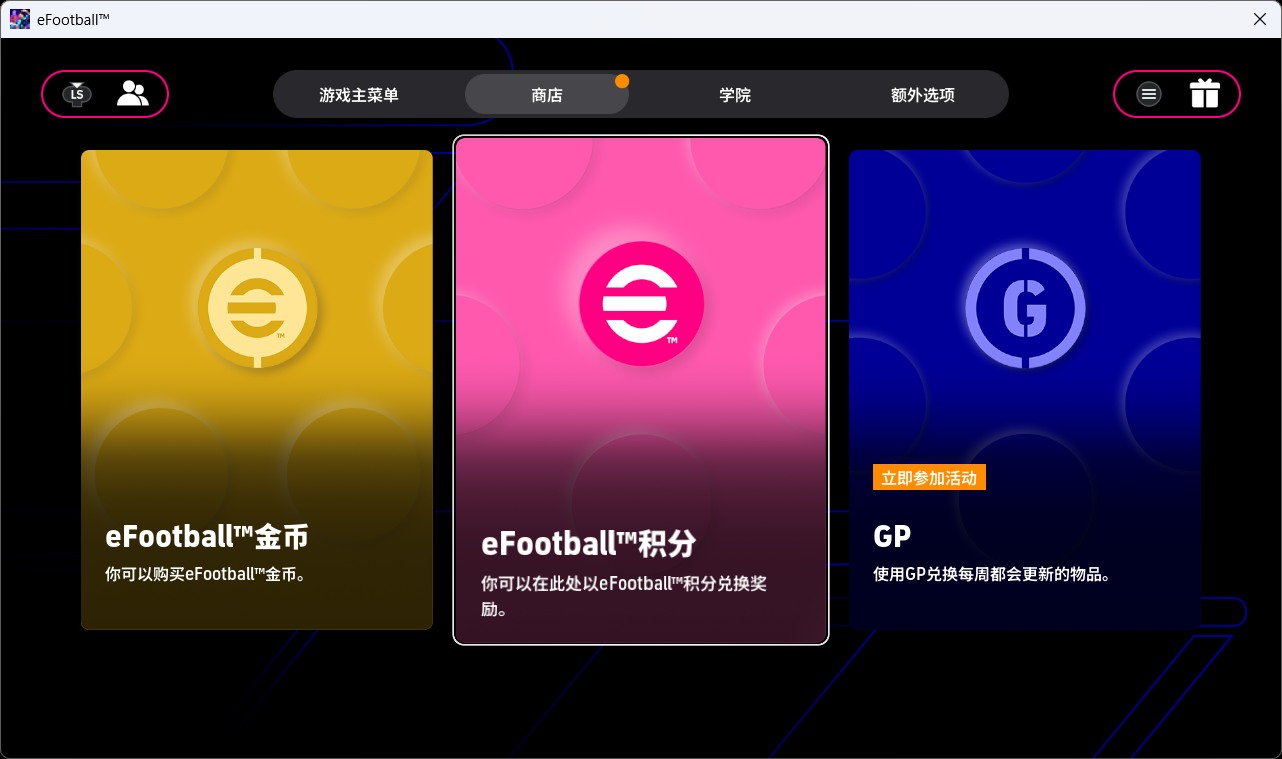 eFootball™
LS
游戏主菜单
商店
学院
额外选项
eFootball™金币
你可以购买eFootball™金币。
eFootball™积分
你可以在此处以eFootball™积分兑换奖
励。
立即参加活动
GP
使用GP兑换每周都会更新的物品。